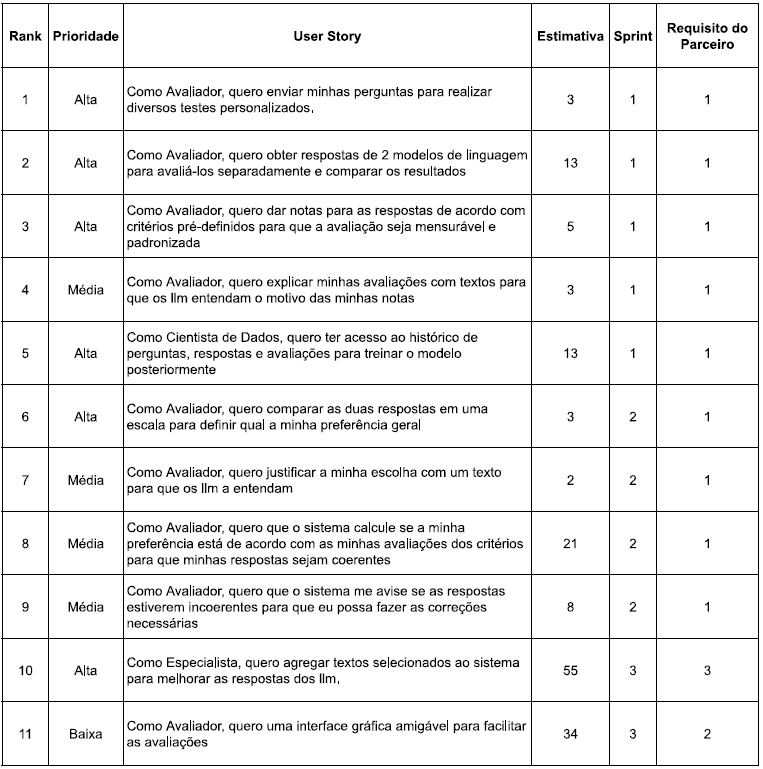 Rank Prioridade User Story Estimativa Sprint Requisito do
Parceiro
1 Alta Como Avaliador, quero enviar minhas perguntas para realizar
diversos testes personalizados, 3 1 1
2 Alta Como Avaliador, quero obter respostas de 2 modelos de linguagem
para avaliá-los separadamente e comparar os resultados 13 1 1
3 Alta Como Avaliador, quero dar notas para as respostas de acordo com
critérios pré-definidos para que a avaliação seja mensurável e
padronizada 5 1 1
4 Média Como Avaliador, quero explicar minhas avaliações com textos para
que os llm entendam o motivo das minhas notas 3 1 1
5 Alta Como Cientista de Dados, quero ter acesso ao histórico de
perguntas, respostas e avaliações para treinar o modelo
posteriormente 13 1 1
6 Alta Como Avaliador, quero comparar as duas respostas em uma
escala para definir qual a minha preferência geral 3 2 1
7 Média Como Avaliador, quero justificar a minha escolha com um texto
para que os llm a entendam 2 2 1
8 Média Como Avaliador, quero que o sistema calcule se a minha
preferência está de acordo com as minhas avaliações dos critérios
para que minhas respostas sejam coerentes 21 2 1
9 Média Como Avaliador, quero que o sistema me avise se as respostas
estiverem incoerentes para que eu possa fazer as correções
necessárias 8 2 1
10 Alta Como Especialista, quero agregar textos selecionados ao sistema
para melhorar as respostas dos llm, 55 3 3
11 Baixa Como Avaliador, quero uma interface gráfica amigável para facilitar
as avaliações 34 3 2